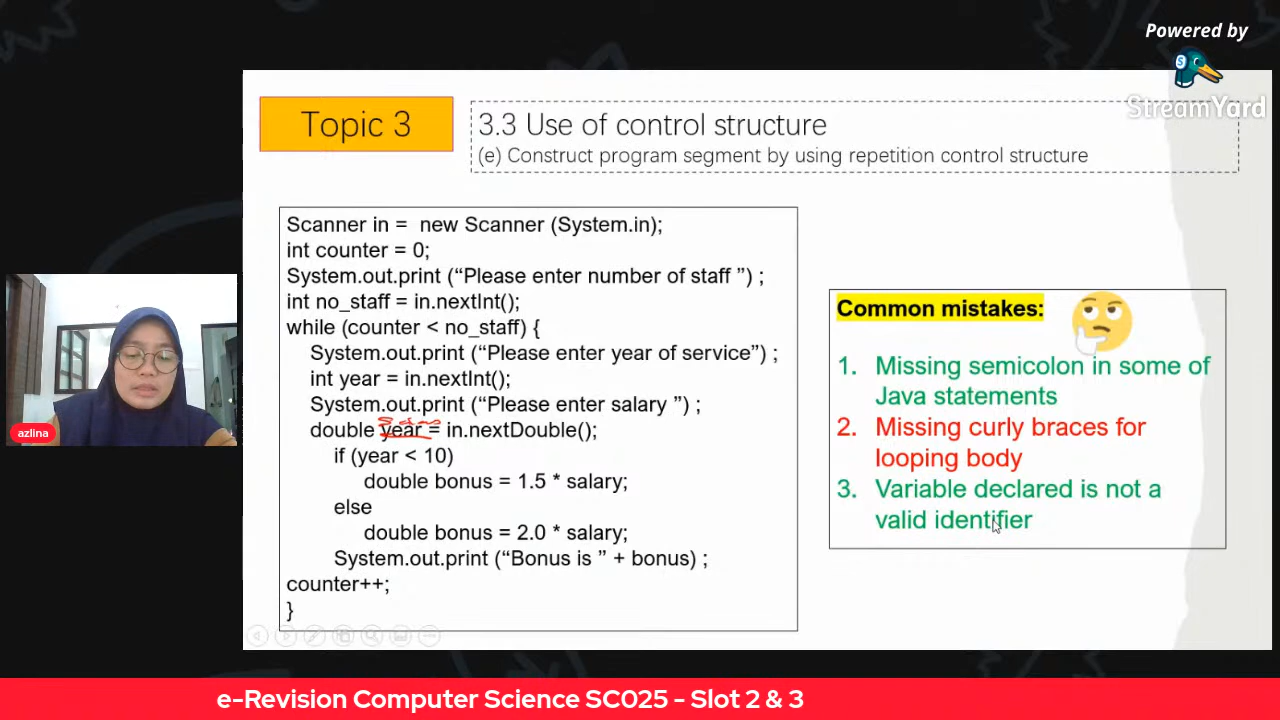 Powered by
StreamYard
Topic 3
3.3 Use of control structure
(e) Construct program segment by using repetition control structure
Scanner in =  new Scanner (System.in);
int counter = 0;
System.out.print (“Please enter number of staff ”) ;
int no_staff = in.nextInt();
while (counter < no_staff) {
System.out.print (“Please enter year of service”) ;
int year = in.nextInt();
System.out.print (“Please enter salary ”) ;
double year = in.nextDouble();
if (year < 10)
double bonus = 1.5 * salary;
else
double bonus = 2.0 * salary;
System.out.print (“Bonus is ” + bonus) ;
counter++;
}
Common mistakes:
1. Missing semicolon in some of
Java statements
2. Missing curly braces for
looping body
3. Variable declared is not a
valid identifier
azlina
e-Revision Computer Science SC025 - Slot 2 & 3